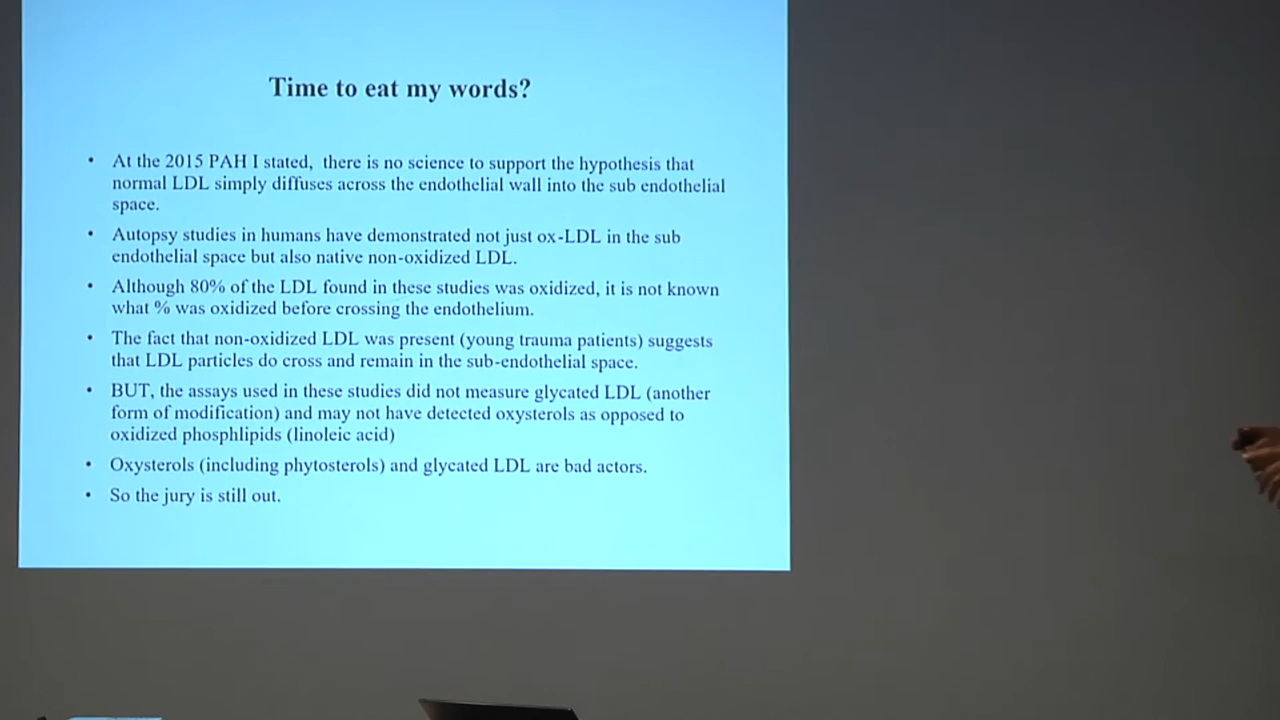 Time to eat my words?
• At the 2015 PAH I stated, there is no science to support the hypothesis that
normal LDL simply diffuses across the endothelial wall into the sub endothelial
space.
• Autopsy studies in humans have demonstrated not just ox-LDL in the sub
endothelial space but also native non-oxidized LDL.
• Although 80% of the LDL found in these studies was oxidized, it is not known
what % was oxidized before crossing the endothelium.
• The fact that non-oxidized LDL was present (young trauma patients) suggests
that LDL particles do cross and remain in the sub-endothelial space.
• BUT, the assays used in these studies did not measure glycated LDL (another
form of modification) and may not have detected oxysterols as opposed to
oxidized phosphlipids (linoleic acid)
• Oxysterols (including phytosterols) and glycated LDL are bad actors.
• So the jury is still out.